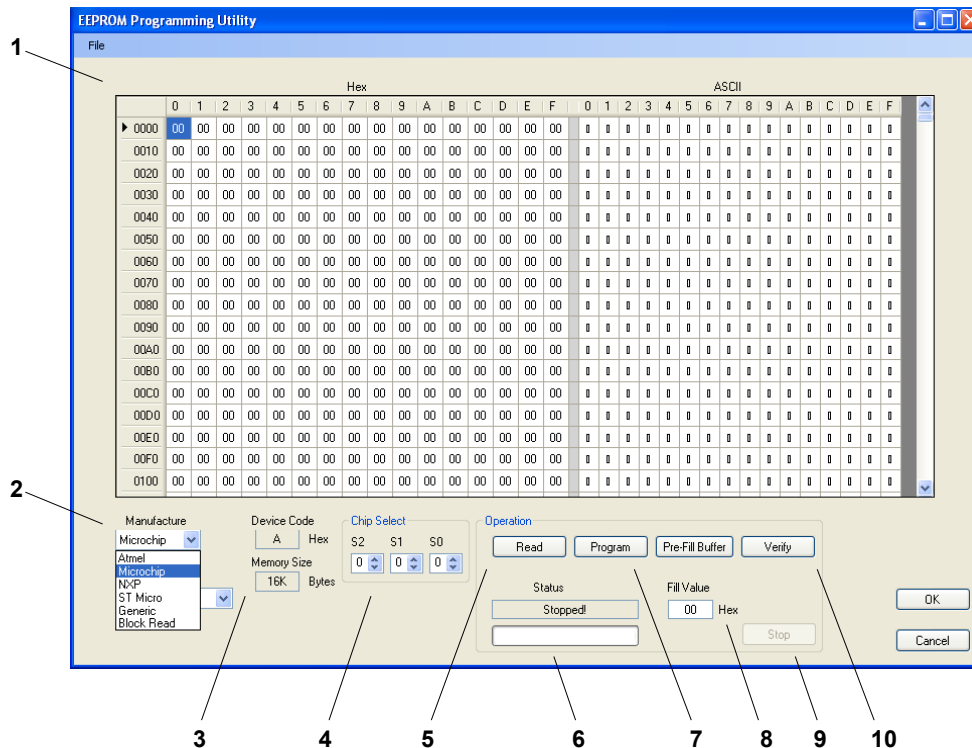 EEPROM Programming Utility
File
1
Hex ASCII
0 1 2 3 4 5 6 7 8 9 A B C D E F 0 1 2 3 4 5 6 7 8 9 A B C D E F
0000 00 00 00 00 00 00 00 00 00 00 00 00 00 00 00 00
0010 00 00 00 00 00 00 00 00 00 00 00 00 00 00 00 00
0020 00 00 00 00 00 00 00 00 00 00 00 00 00 00 00 00
0030 00 00 00 00 00 00 00 00 00 00 00 00 00 00 00 00
0040 00 00 00 00 00 00 00 00 00 00 00 00 00 00 00 00
0050 00 00 00 00 00 00 00 00 00 00 00 00 00 00 00 00
0060 00 00 00 00 00 00 00 00 00 00 00 00 00 00 00 00
0070 00 00 00 00 00 00 00 00 00 00 00 00 00 00 00 00
0080 00 00 00 00 00 00 00 00 00 00 00 00 00 00 00 00
0090 00 00 00 00 00 00 00 00 00 00 00 00 00 00 00 00
00A0 00 00 00 00 00 00 00 00 00 00 00 00 00 00 00 00
00B0 00 00 00 00 00 00 00 00 00 00 00 00 00 00 00 00
00C0 00 00 00 00 00 00 00 00 00 00 00 00 00 00 00 00
00D0 00 00 00 00 00 00 00 00 00 00 00 00 00 00 00 00
00E0 00 00 00 00 00 00 00 00 00 00 00 00 00 00 00 00
00F0 00 00 00 00 00 00 00 00 00 00 00 00 00 00 00 00
0100 00 00 00 00 00 00 00 00 00 00 00 00 00 00 00 00
2
Manufacture Device Code Chip Select Operation
Microchip A Hex S2 S1 S0 Read Program Pre-Fill Buffer Verify
Atmel Memory Size 0 0 0
Microchip 16K Bytes
NXP Status Fill Value
ST Micro Stopped! 00 Hex OK
Generic
Block Read Stop Cancel
3 4 5 6 7 8 9 10